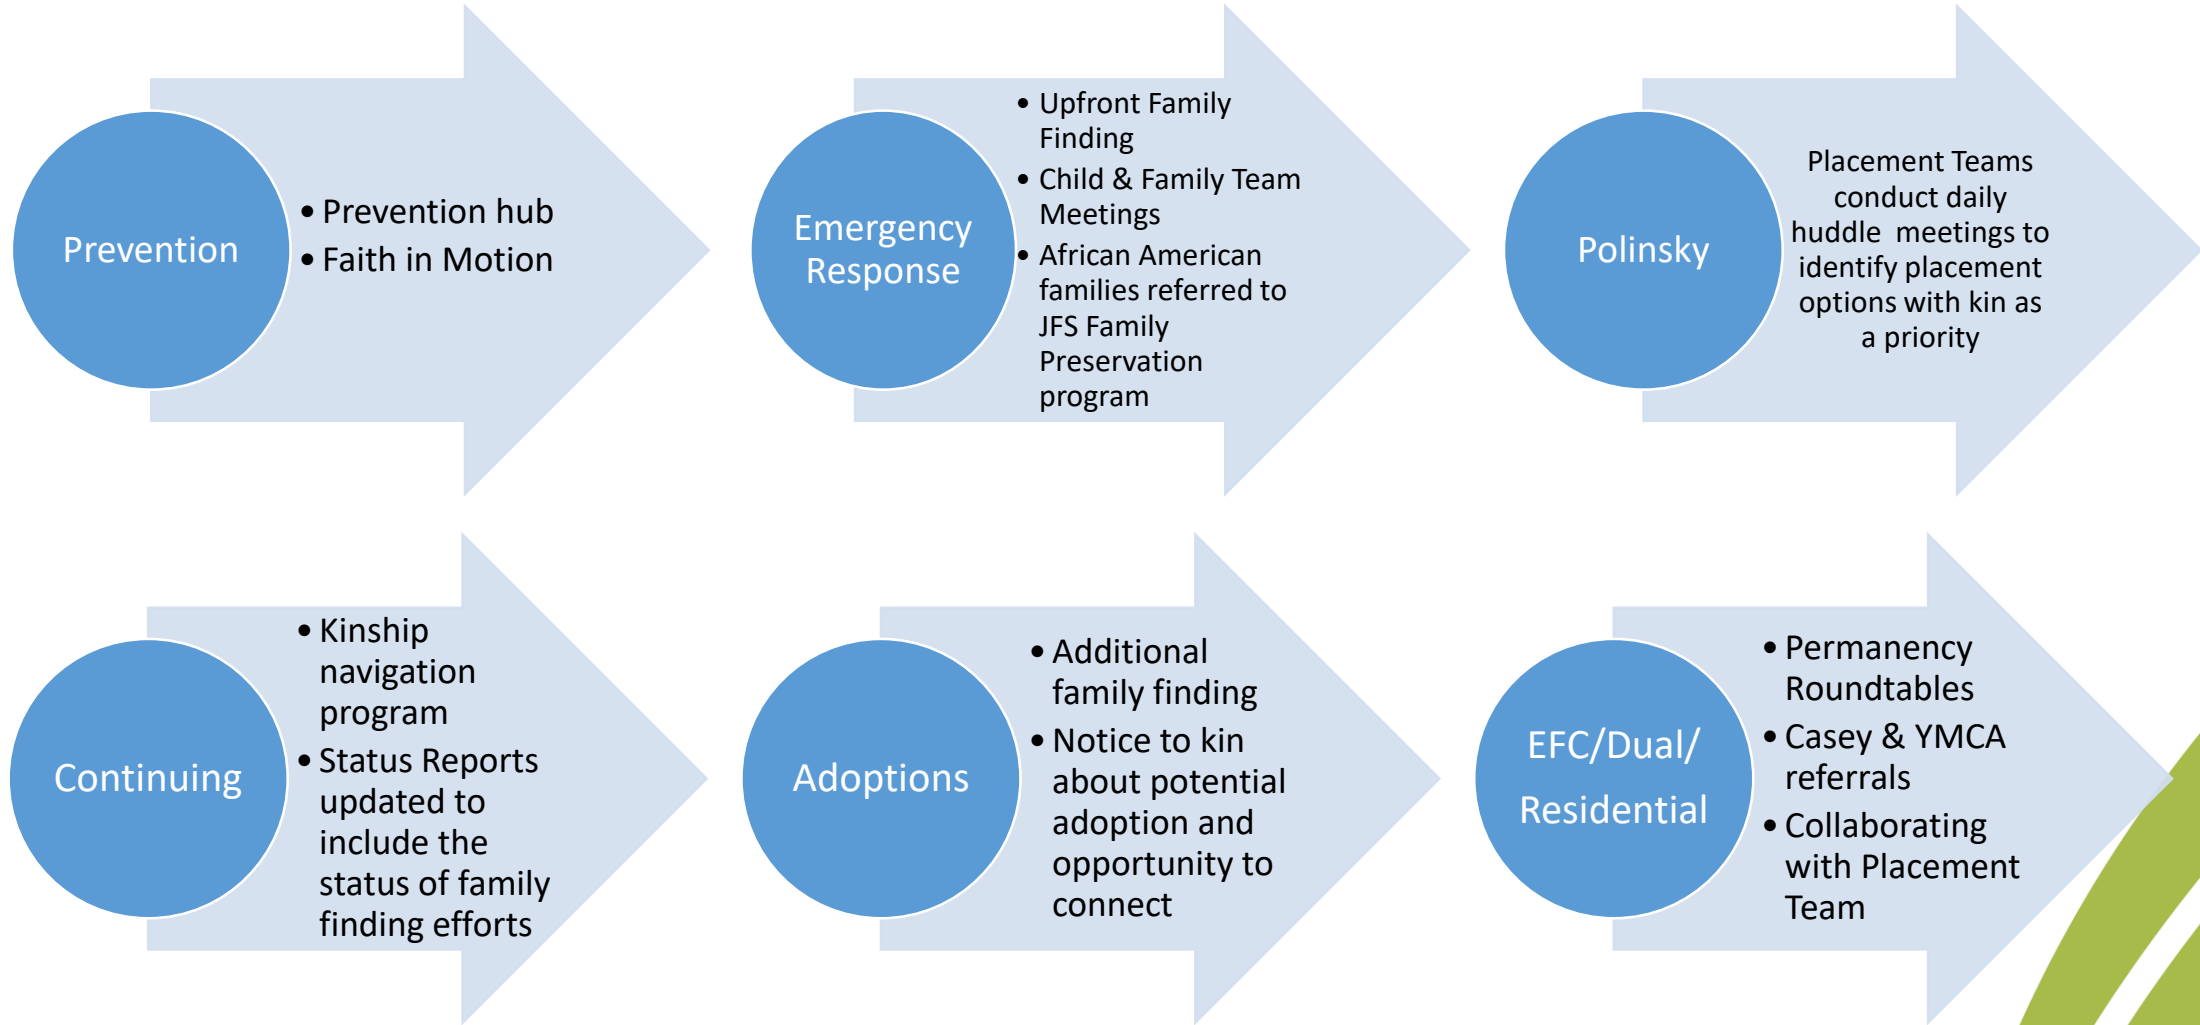 Prevention
• Prevention hub
• Faith in Motion
Emergency
Response
• Upfront Family
Finding
• Child & Family Team
Meetings
• African American
families referred to
JFS Family
Preservation
program
Polinsky
Placement Teams
conduct daily
huddle  meetings to
identify placement
options with kin as
a priority
Continuing
• Kinship
navigation
program
• Status Reports
updated to
include the
status of family
finding efforts
Adoptions
• Additional
family finding
• Notice to kin
about potential
adoption and
opportunity to
connect
EFC/Dual/
Residential
• Permanency
Roundtables
• Casey & YMCA
referrals
• Collaborating
with Placement
Team